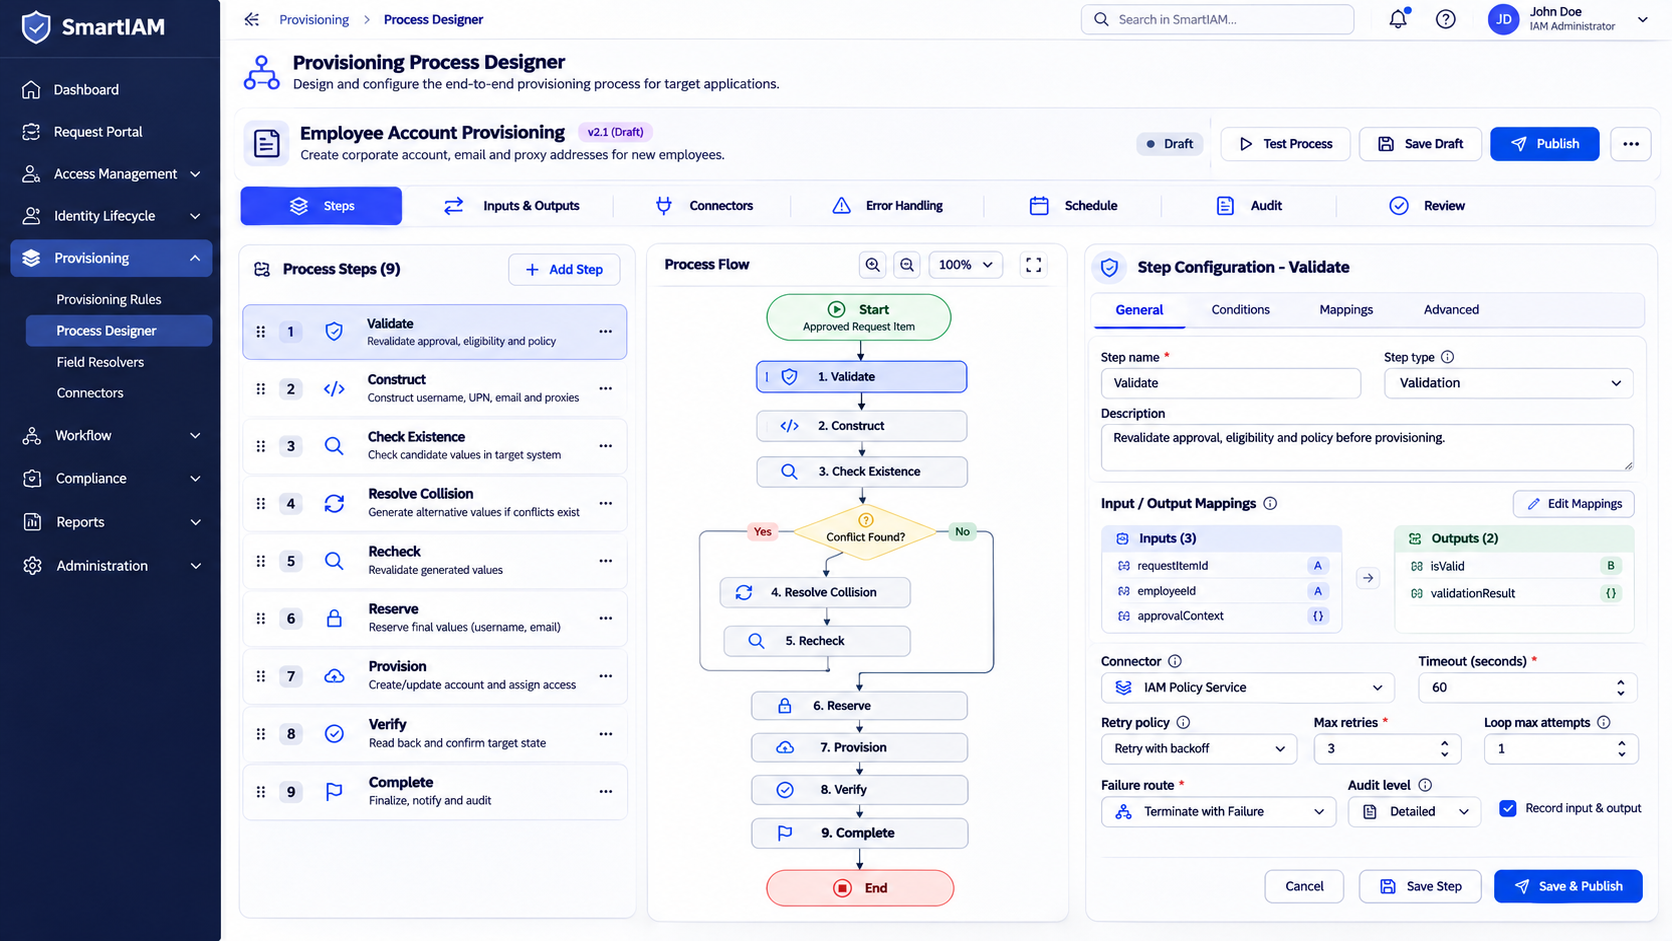 SmartIAM
Dashboard
Request Portal
Access Management
Identity Lifecycle
Provisioning
Provisioning Rules
Process Designer
Field Resolvers
Connectors
Workflow
Compliance
Reports
Administration
Provisioning > Process Designer
Search in SmartIAM...
JD
John Doe
IAM Administrator
Provisioning Process Designer
Design and configure the end-to-end provisioning process for target applications.
Employee Account Provisioning v2.1 (Draft)
Create corporate account, email and proxy addresses for new employees.
Draft
Test Process
Save Draft
Publish
Steps
Inputs & Outputs
Connectors
Error Handling
Schedule
Audit
Review
Process Steps (9)
+ Add Step
1 Validate
Revalidate approval, eligibility and policy
2 Construct
Construct username, UPN, email and proxies
3 Check Existence
Check candidate values in target system
4 Resolve Collision
Generate alternative values if conflicts exist
5 Recheck
Revalidate generated values
6 Reserve
Reserve final values (username, email)
7 Provision
Create/update account and assign access
8 Verify
Read back and confirm target state
9 Complete
Finalize, notify and audit
Process Flow
100%
Start
Approved Request Item
1. Validate
2. Construct
3. Check Existence
Yes
Conflict Found?
No
4. Resolve Collision
5. Recheck
6. Reserve
7. Provision
8. Verify
9. Complete
End
Step Configuration - Validate
General
Conditions
Mappings
Advanced
Step name *
Step type
Validate
Validation
Description
Revalidate approval, eligibility and policy before provisioning.
Input / Output Mappings
Edit Mappings
Inputs (3)
requestItemId A
employeeId A
approvalContext {}
Outputs (2)
isValid B
validationResult {}
Connector
Timeout (seconds) *
IAM Policy Service
60
Retry policy
Max retries *
Loop max attempts
Retry with backoff
3
1
Failure route *
Audit level
Terminate with Failure
Detailed
Record input & output
Cancel
Save Step
Save & Publish